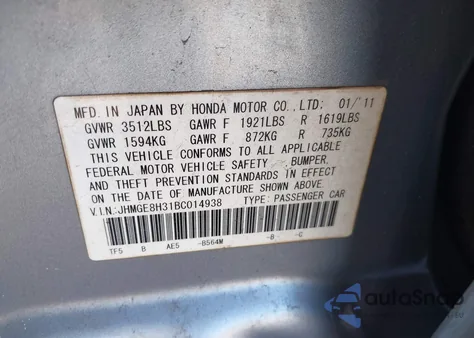 MFD. IN JAPAN BY HONDA MOTOR CO., LTD: 01/'11
GVWR 3512LBS GAWR F 1921LBS R 1619LBS
GVWR 1594KG GAWR F 872KG R 735KG
THIS VEHICLE CONFORMS TO ALL APPLICABLE
FEDERAL MOTOR VEHICLE SAFETY, BUMPER,
AND THEFT PREVENTION STANDARDS IN EFFECT
ON THE DATE OF MANUFACTURE SHOWN ABOVE.
V.I.N:JHMGE8H31BC014938 TYPE: PASSENGER CAR
TF5 B AE5 -B564M -B -C
autoSnap